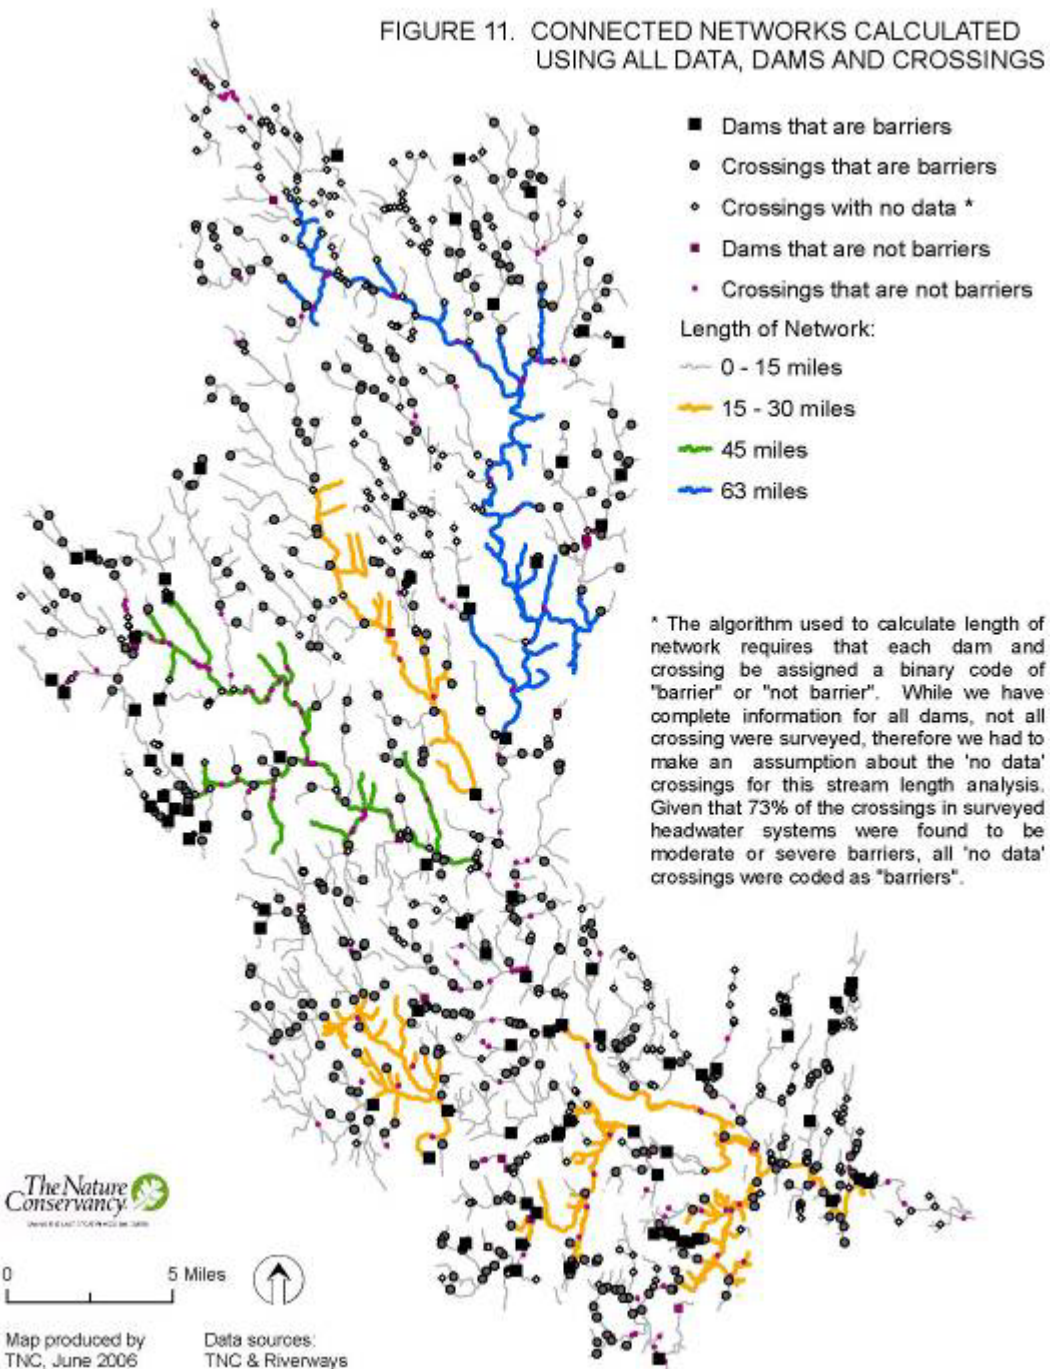 FIGURE 11. CONNECTED NETWORKS CALCULATED
USING ALL DATA, DAMS AND CROSSINGS
Dams that are barriers
Crossings that are barriers
Crossings with no data *
Dams that are not barriers
Crossings that are not barriers
Length of Network:
0 - 15 miles
15 - 30 miles
45 miles
63 miles
* The algorithm used to calculate length of
network requires that each dam and
crossing be assigned a binary code of
"barrier" or "not barrier". While we have
complete information for all dams, not all
crossing were surveyed, therefore we had to
make an assumption about the 'no data'
crossings for this stream length analysis.
Given that 73% of the crossings in surveyed
headwater systems were found to be
moderate or severe barriers, all 'no data'
crossings were coded as "barriers".
The Nature
Conservancy
0 5 Miles
Map produced by
TNC, June 2006
Data sources:
TNC & Riverways